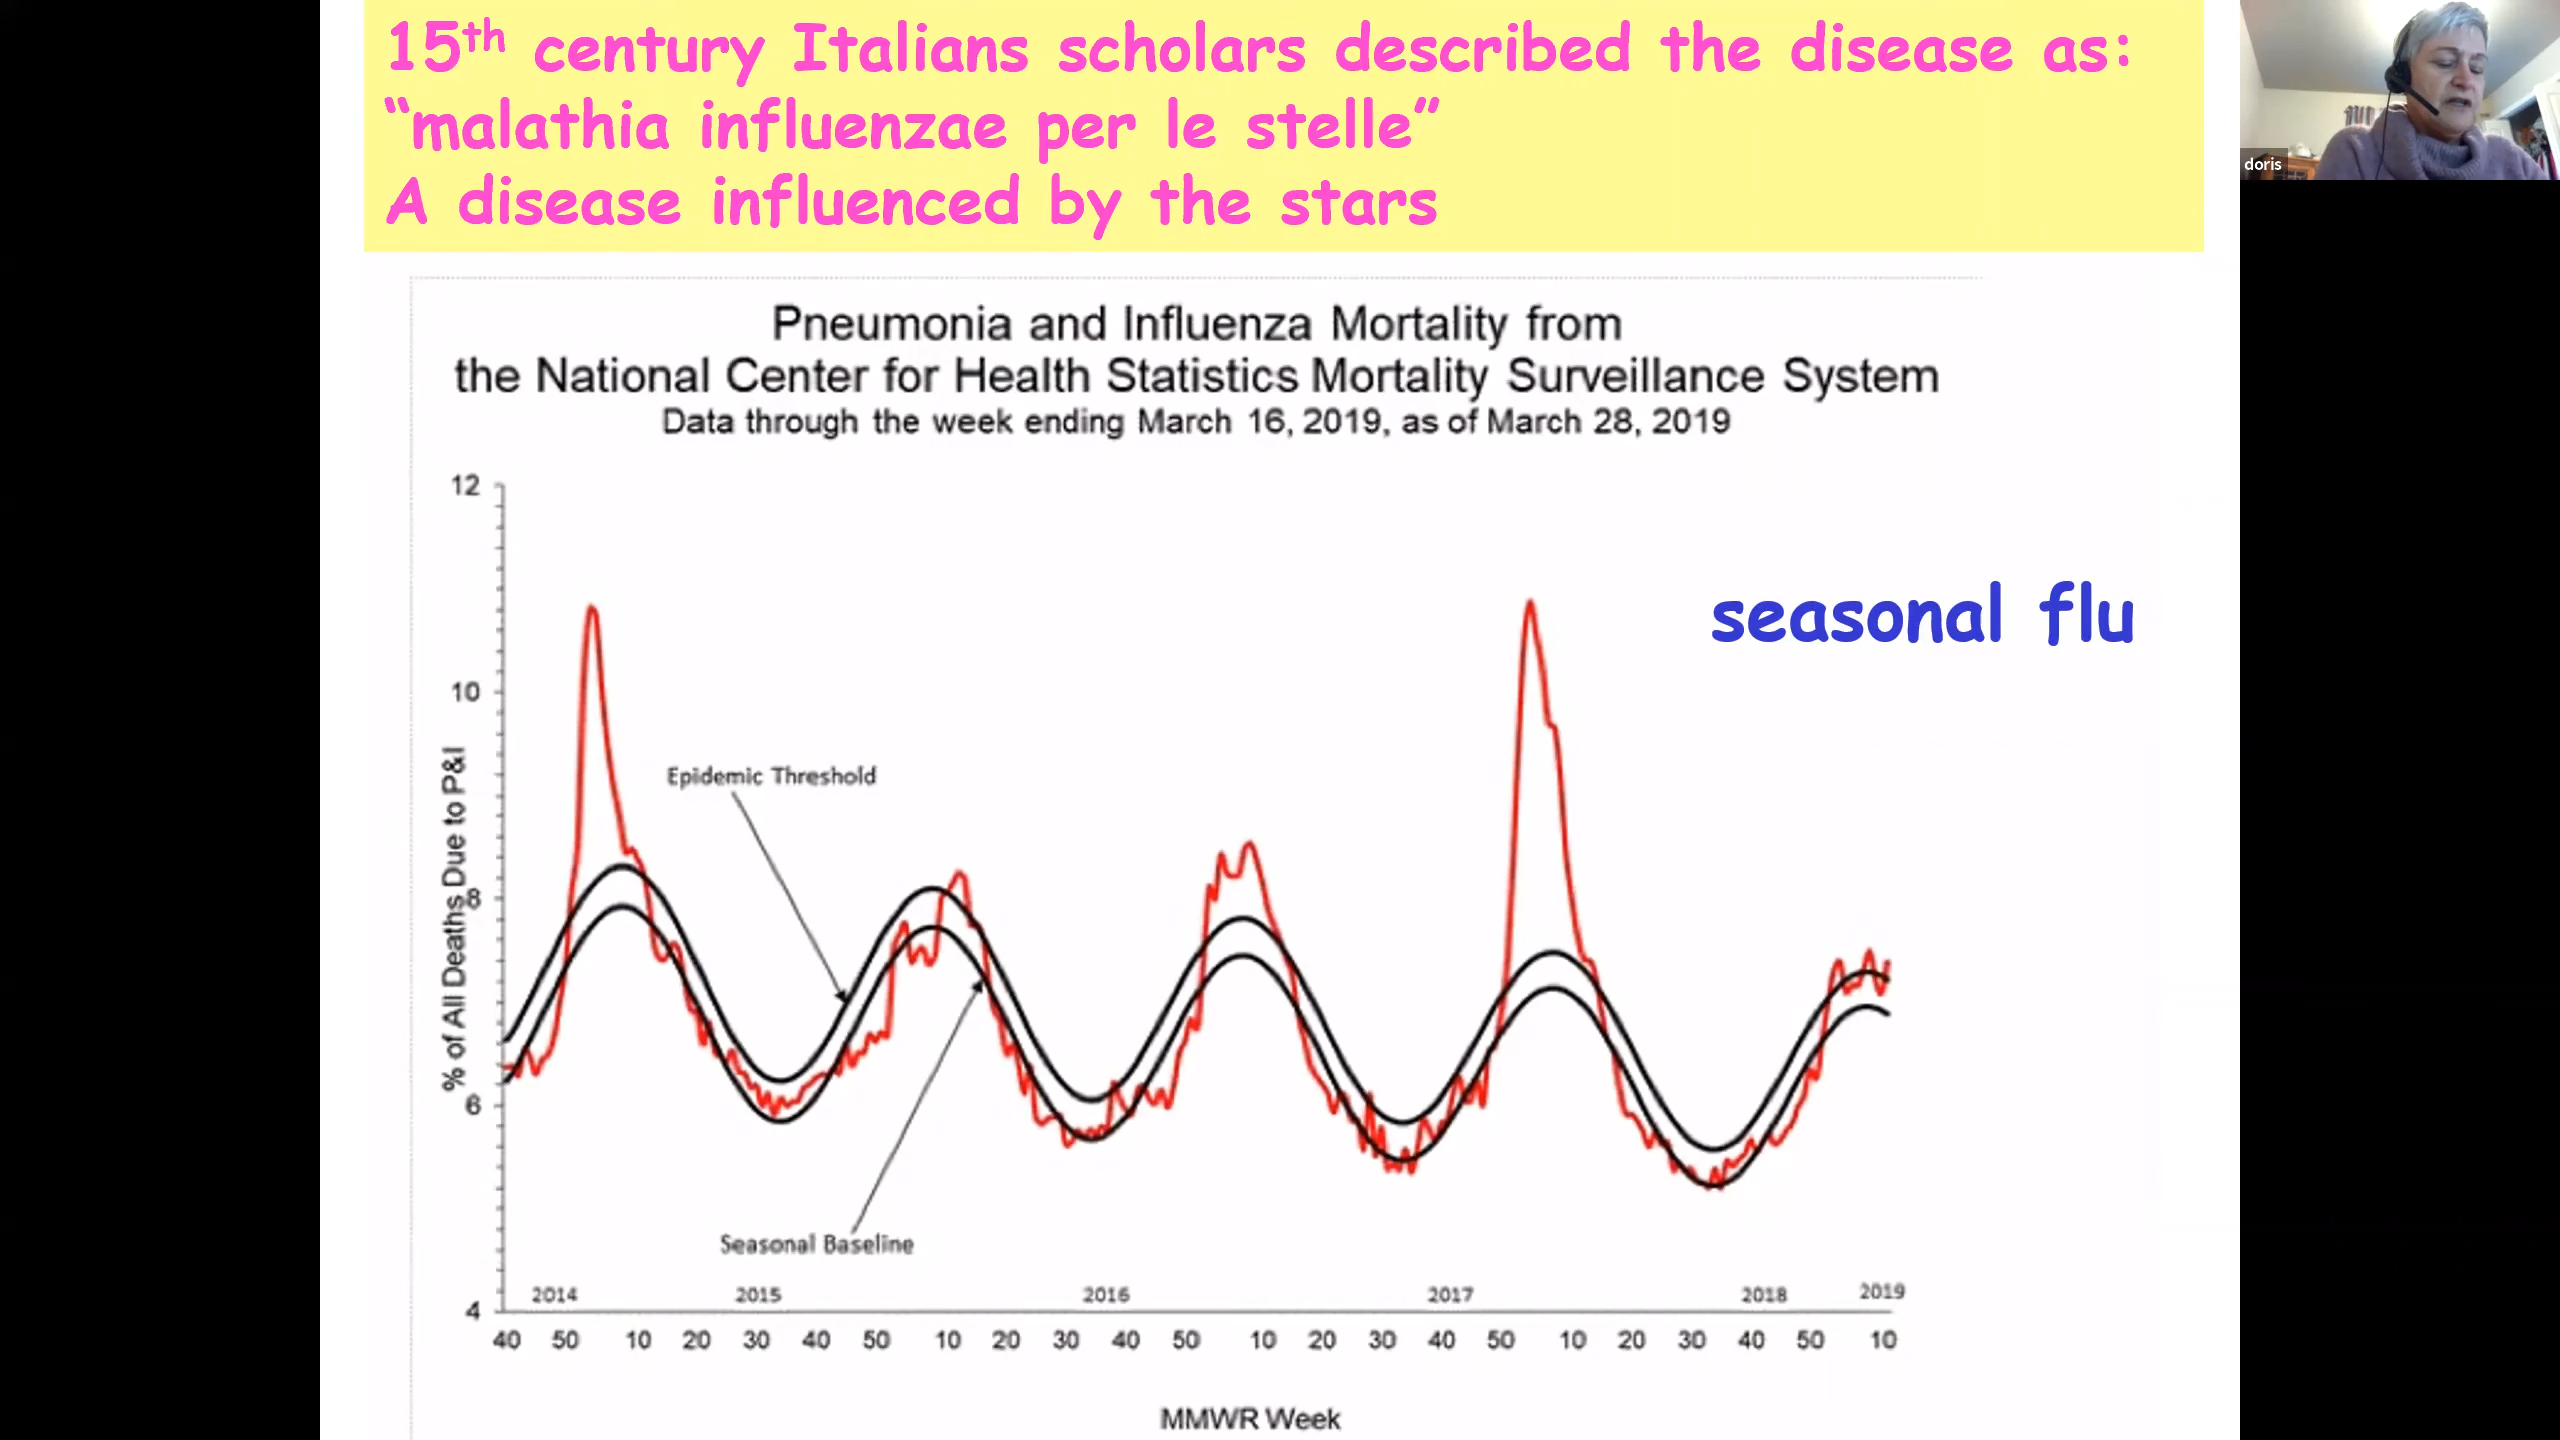 15th century Italians scholars described the disease as:
“malathia influenzae per le stelle”
A disease influenced by the stars
doris
Pneumonia and Influenza Mortality from
the National Center for Health Statistics Mortality Surveillance System
Data through the week ending March 16, 2019, as of March 28, 2019
seasonal flu
% of All Deaths Due to P&I
12
10
8
6
4
Epidemic Threshold
Seasonal Baseline
2014 2015 2016 2017 2018 2019
40 50 10 20 30 40 50 10 20 30 40 50 10 20 30 40 50 10 20 30 40 50 10
MMWR Week